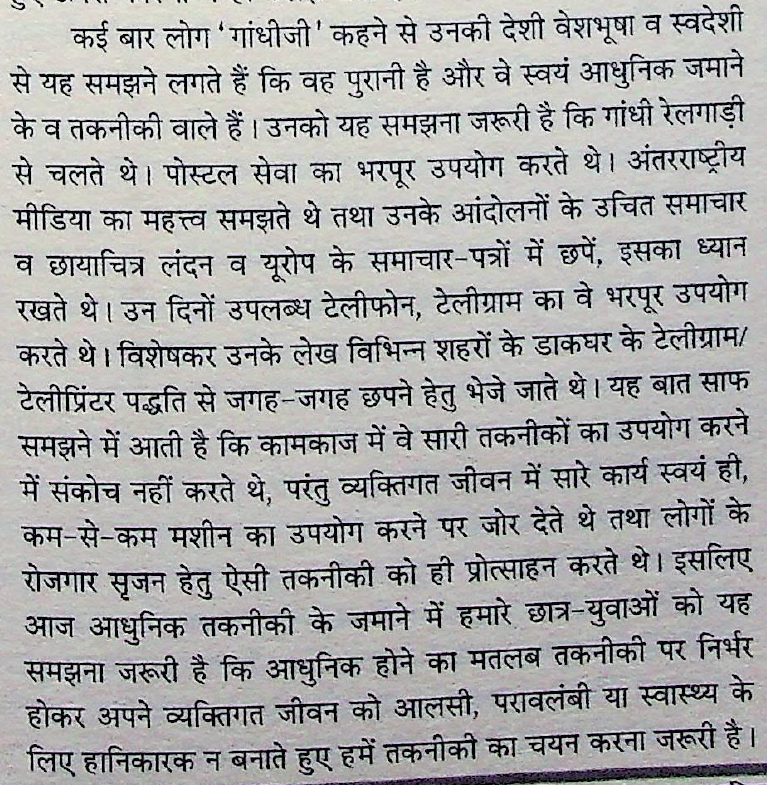 कई बार लोग ‘गांधीजी’ कहने से उनकी देशी वेशभूषा व स्वदेशी
से यह समझने लगते हैं कि वह पुरानी है और वे स्वयं आधुनिक जमाने
के व तकनीकी वाले हैं। उनको यह समझना जरूरी है कि गांधी रेलगाड़ी
से चलते थे। पोस्टल सेवा का भरपूर उपयोग करते थे। अंतरराष्ट्रीय
मीडिया का महत्त्व समझते थे तथा उनके आंदोलनों के उचित समाचार
व छायाचित्र लंदन व यूरोप के समाचार-पत्रों में छपें, इसका ध्यान
रखते थे। उन दिनों उपलब्ध टेलीफोन, टेलीग्राम का वे भरपूर उपयोग
करते थे। विशेषकर उनके लेख विभिन्न शहरों के डाकघर के टेलीग्राम/
टेलीप्रिंटर पद्धति से जगह-जगह छपने हेतु भेजे जाते थे। यह बात साफ
समझने में आती है कि कामकाज में वे सारी तकनीकों का उपयोग करने
में संकोच नहीं करते थे, परंतु व्यक्तिगत जीवन में सारे कार्य स्वयं ही,
कम-से-कम मशीन का उपयोग करने पर जोर देते थे तथा लोगों के
रोजगार सृजन हेतु ऐसी तकनीकी को ही प्रोत्साहन करते थे। इसलिए
आज आधुनिक तकनीकी के जमाने में हमारे छात्र-युवाओं को यह
समझना जरूरी है कि आधुनिक होने का मतलब तकनीकी पर निर्भर
होकर अपने व्यक्तिगत जीवन को आलसी, परावलंबी या स्वास्थ्य के
लिए हानिकारक न बनाते हुए हमें तकनीकी का चयन करना जरूरी है।